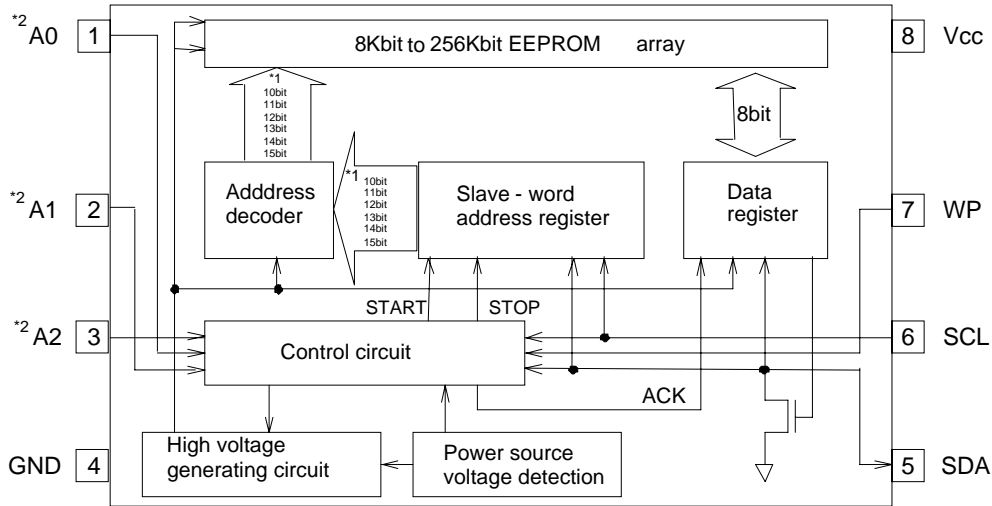 *2 A0 1
8Kbit to 256Kbit EEPROM array
8 Vcc
*1
10bit
11bit
12bit
13bit
14bit
15bit
8bit
*2 A1 2
Adddress
decoder
*1
10bit
11bit
12bit
13bit
14bit
15bit
Slave - word
address register
Data
register
7 WP
START
STOP
*2 A2 3
Control circuit
6 SCL
ACK
GND 4
High voltage
generating circuit
Power source
voltage detection
5 SDA